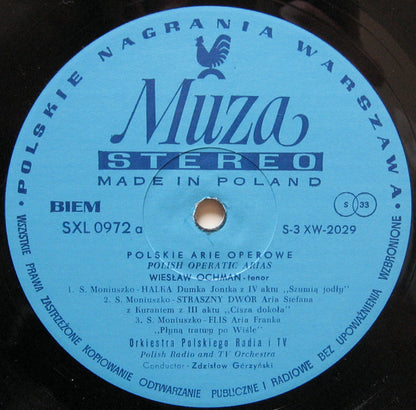 • POLSKIE NAGRANIA WARSZAWA •
Muza
STEREO
MADE IN POLAND
BIEM
SXL 0972 a
S 33
S-3 XW-2029
POLSKIE ARIE OPEROWE
POLISH OPERATIC ARIAS
WIESŁAW OCHMAN-tenor
1. S. Moniuszko-HALKA Dumka Jontka z IV aktu „Szumią jodły"
2. S. Moniuszko-STRASZNY DWÓR Aria Stefana
z Kurantem z III aktu „Cisza dokoła"
3. S. Moniuszko-FLIS Aria Franka
„Płyną tratwy po Wiśle"
Orkiestra Polskiego Radia i TV
Polish Radio and TV Orchestra
Conductor - Zdzisław Górzyński
WSZYSTKIE PRAWA ZASTRZEŻONE KOPIOWANIE ODTWARZANIE PUBLICZNE I RADIOWE BEZ UPOWAŻNIENIA WZBRONIONE